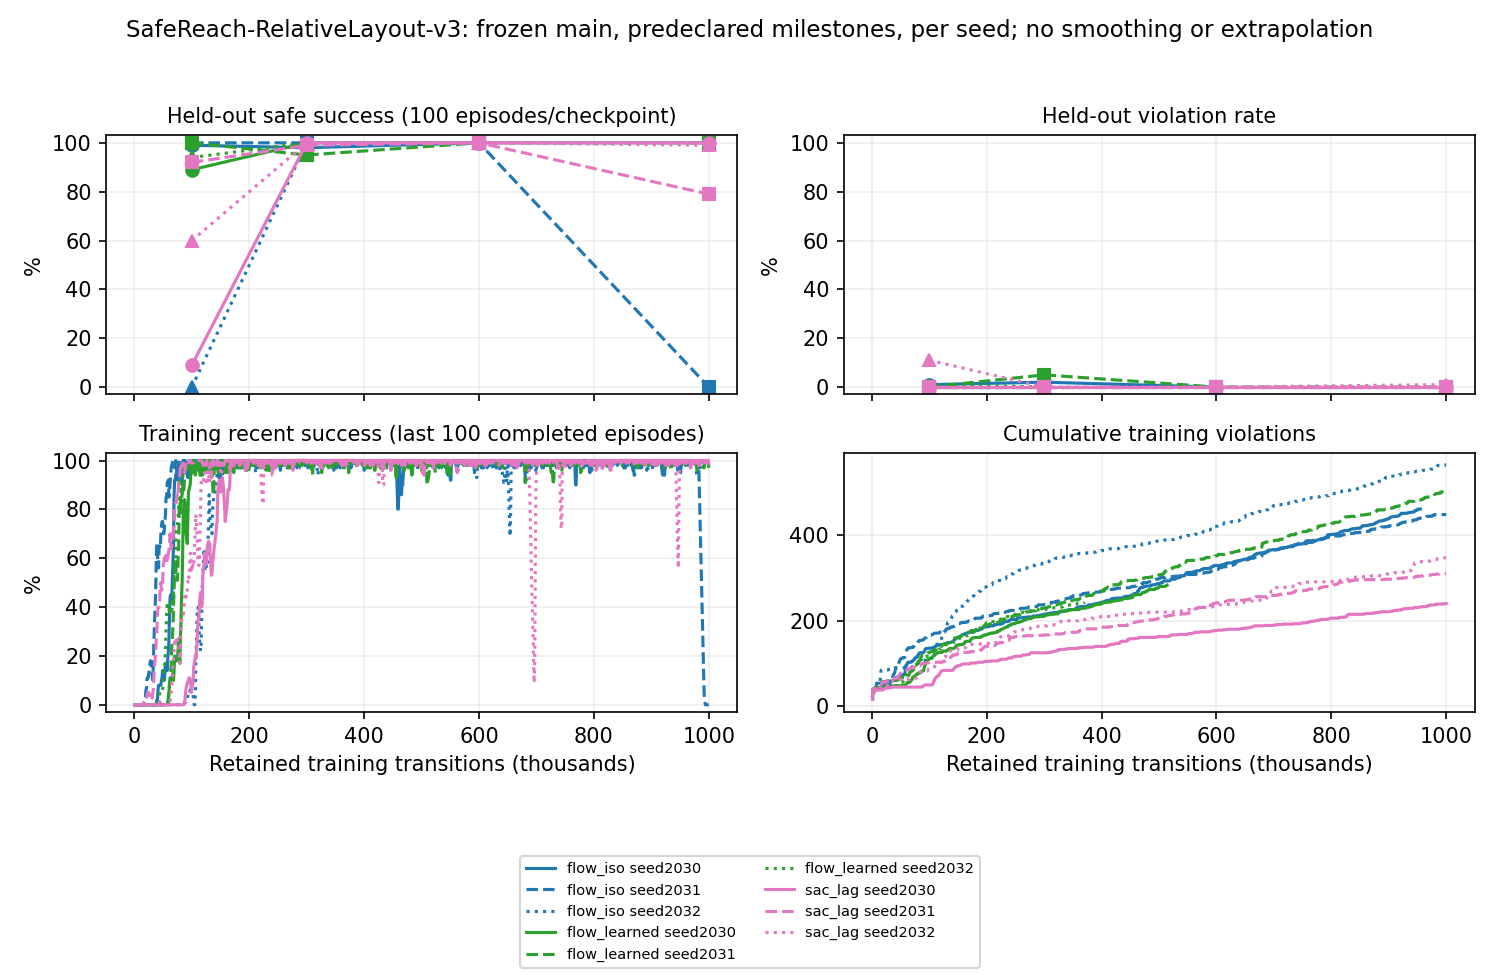 SafeReach-RelativeLayout-v3: frozen main, predeclared milestones, per seed; no smoothing or extrapolation
Held-out safe success (100 episodes/checkpoint)
%
100
80
60
40
20
0
Held-out violation rate
%
100
80
60
40
20
0
Training recent success (last 100 completed episodes)
%
100
80
60
40
20
0
0 200 400 600 800 1000
Retained training transitions (thousands)
Cumulative training violations
400
200
0
0 200 400 600 800 1000
Retained training transitions (thousands)
flow_iso seed2030
flow_iso seed2031
flow_iso seed2032
flow_learned seed2030
flow_learned seed2031
flow_learned seed2032
sac_lag seed2030
sac_lag seed2031
sac_lag seed2032